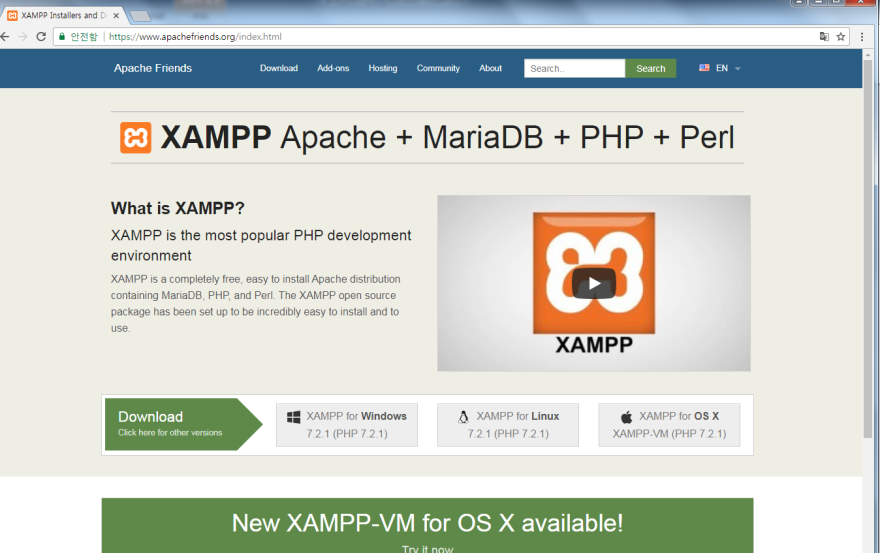 XAMPP Installers and D
안전함 | https://www.apachefriends.org/index.html
Apache Friends Download Add-ons Hosting Community About Search.. Search EN
XAMPP Apache + MariaDB + PHP + Perl
What is XAMPP?
XAMPP is the most popular PHP development
environment
XAMPP is a completely free, easy to install Apache distribution
containing MariaDB, PHP, and Perl. The XAMPP open source
package has been set up to be incredibly easy to install and to
use.
XAMPP
Download
Click here for other versions
XAMPP for Windows
7.2.1 (PHP 7.2.1)
XAMPP for Linux
7.2.1 (PHP 7.2.1)
XAMPP for OS X
XAMPP-VM (PHP 7.2.1)
New XAMPP-VM for OS X available!
Try it now